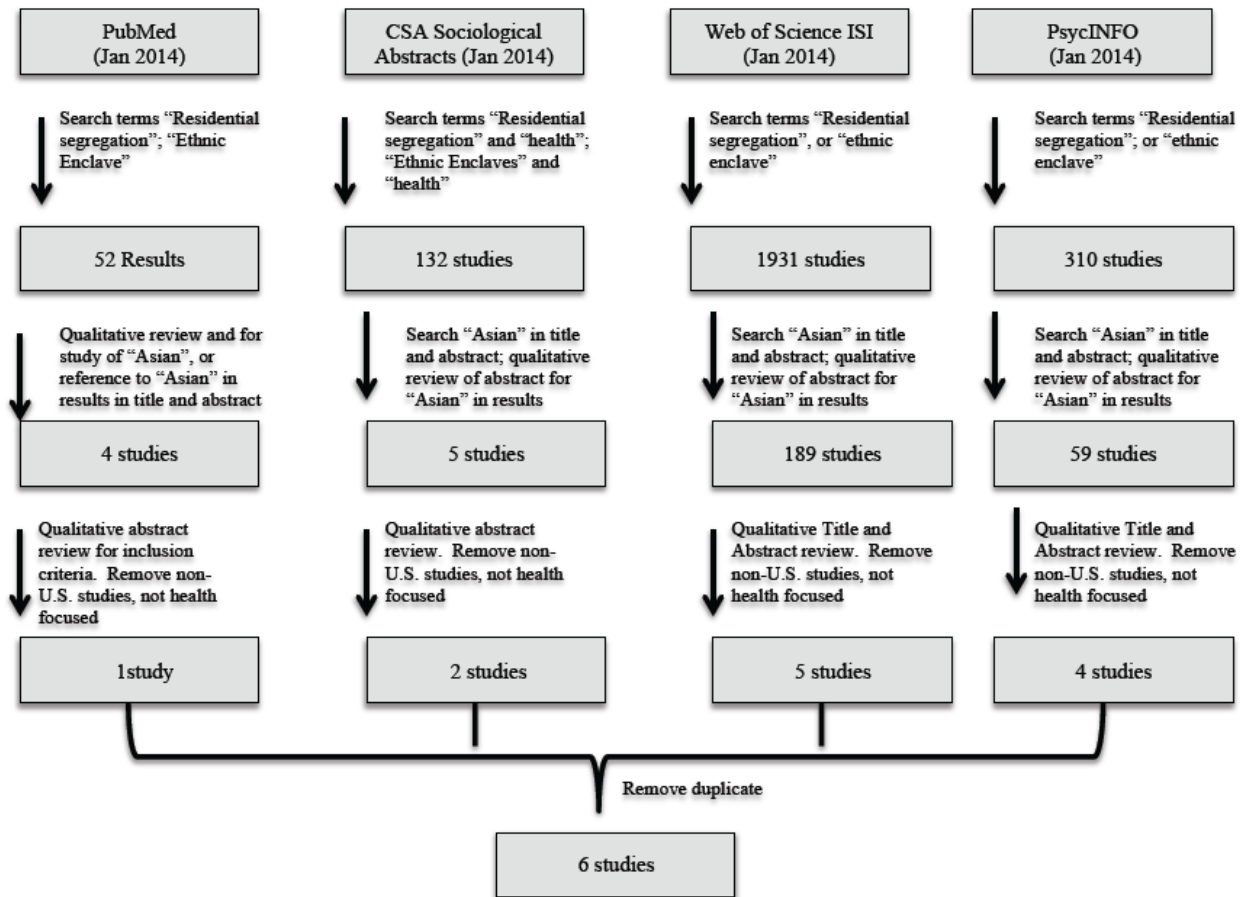 PubMed
(Jan 2014)
CSA Sociological
Abstracts (Jan 2014)
Web of Science ISI
(Jan 2014)
PsycINFO
(Jan 2014)
Search terms “Residential
segregation”; “Ethnic
Enclave”
Search terms “Residential
segregation” and “health”;
“Ethnic Enclaves” and
“health”
Search terms “Residential
segregation”, or “ethnic
enclave”
Search terms “Residential
segregation”; or “ethnic
enclave”
52 Results
132 studies
1931 studies
310 studies
Qualitative review and for
study of “Asian”, or
reference to “Asian” in
results in title and abstract
Search “Asian” in title
and abstract; qualitative
review of abstract for
“Asian” in results
Search “Asian” in title
and abstract; qualitative
review of abstract for
“Asian” in results
Search “Asian” in title
and abstract; qualitative
review of abstract for
“Asian” in results
4 studies
5 studies
189 studies
59 studies
Qualitative abstract
review for inclusion
criteria.  Remove non-
U.S. studies, not health
focused
Qualitative abstract
review.  Remove non-
U.S. studies, not health
focused
Qualitative Title and
Abstract review.  Remove
non-U.S. studies, not
health focused
Qualitative Title and
Abstract review.  Remove
non-U.S. studies, not
health focused
1study
2 studies
5 studies
4 studies
Remove duplicate
6 studies